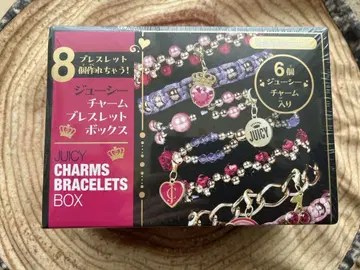 8 ブレスレット
個作れちゃう!
ジューシー
チャーム
ブレスレット
ボックス
JUICY
CHARMS
BRACELETS
BOX
6個
ジューシー
チャーム
入り
JUICY